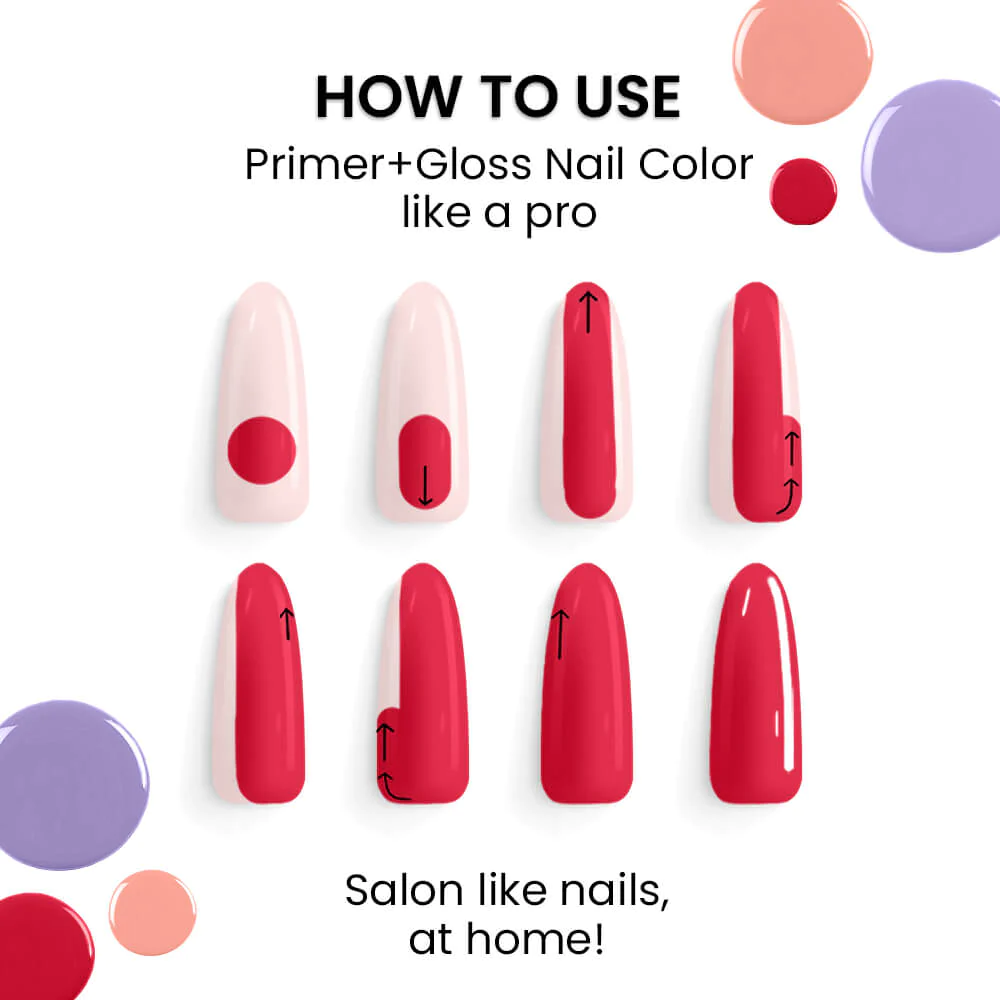 HOW TO USE
Primer+Gloss Nail Color
like a pro
Salon like nails,
at home!